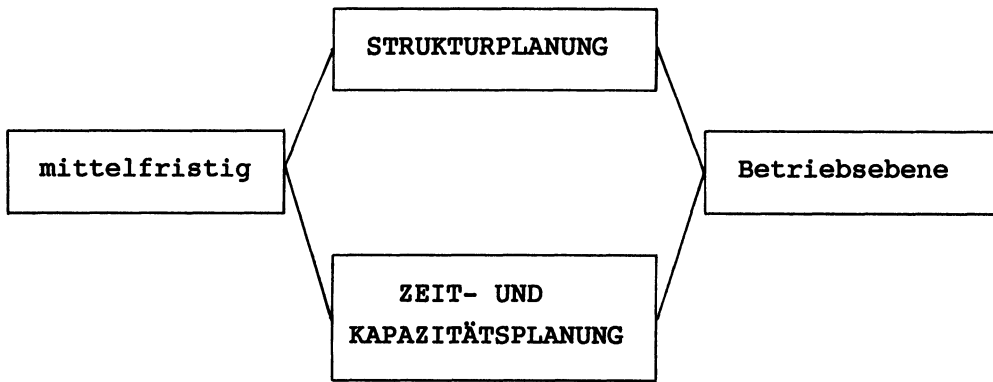 STRUKTURPLANUNG
mittelfristig
Betriebsebene
ZEIT- UND
KAPAZITÄTSPLANUNG